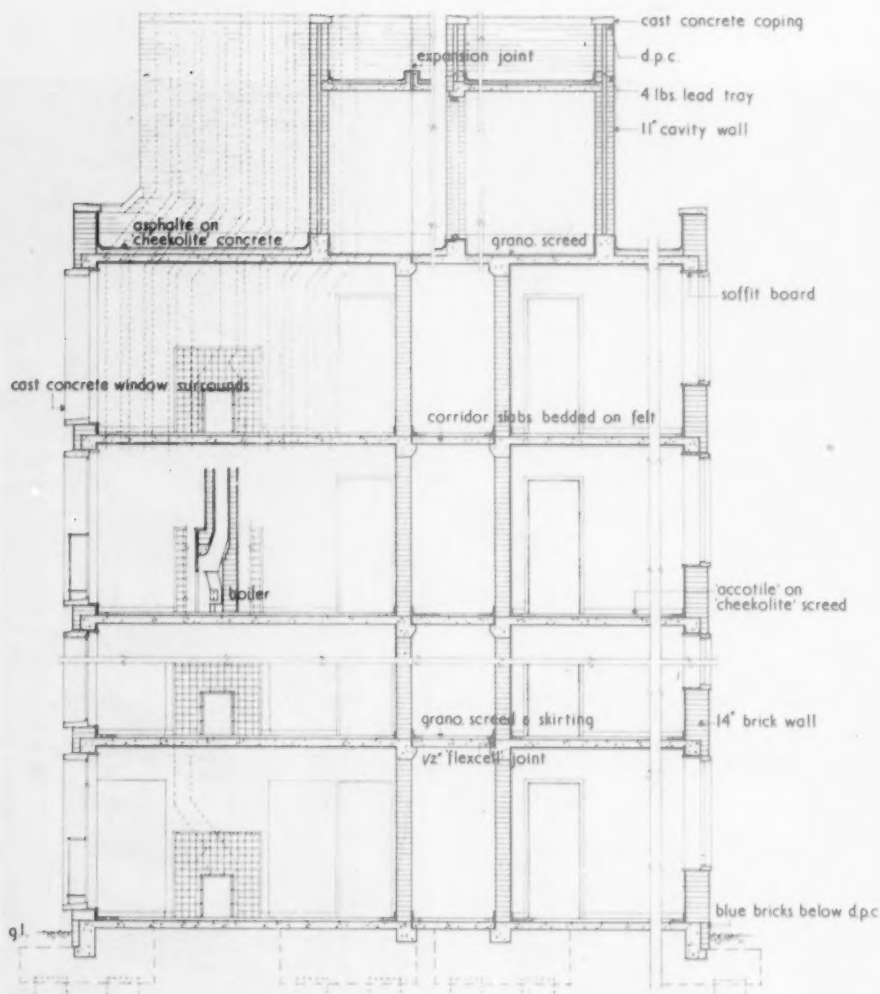 cast concrete coping
expansion joint
d.p.c.
4 lbs. lead tray
11" cavity wall
asphalte on
'cheekolite' concrete
grano. screed
soffit board
cast concrete window surrounds
corridor slabs bedded on felt
boiler
'accotile' on
'cheekolite' screed
grano. screed & skirting
14" brick wall
1/2" 'flexcell' joint
blue bricks below d.p.c.
g.l.